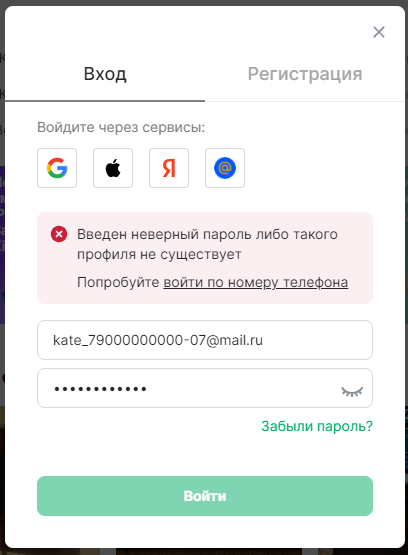 Вход
Регистрация
Войдите через сервисы:
Введен неверный пароль либо такого
профиля не существует
Попробуйте войти по номеру телефона
kate_79000000000-07@mail.ru
••••••••••••
Забыли пароль?
Войти